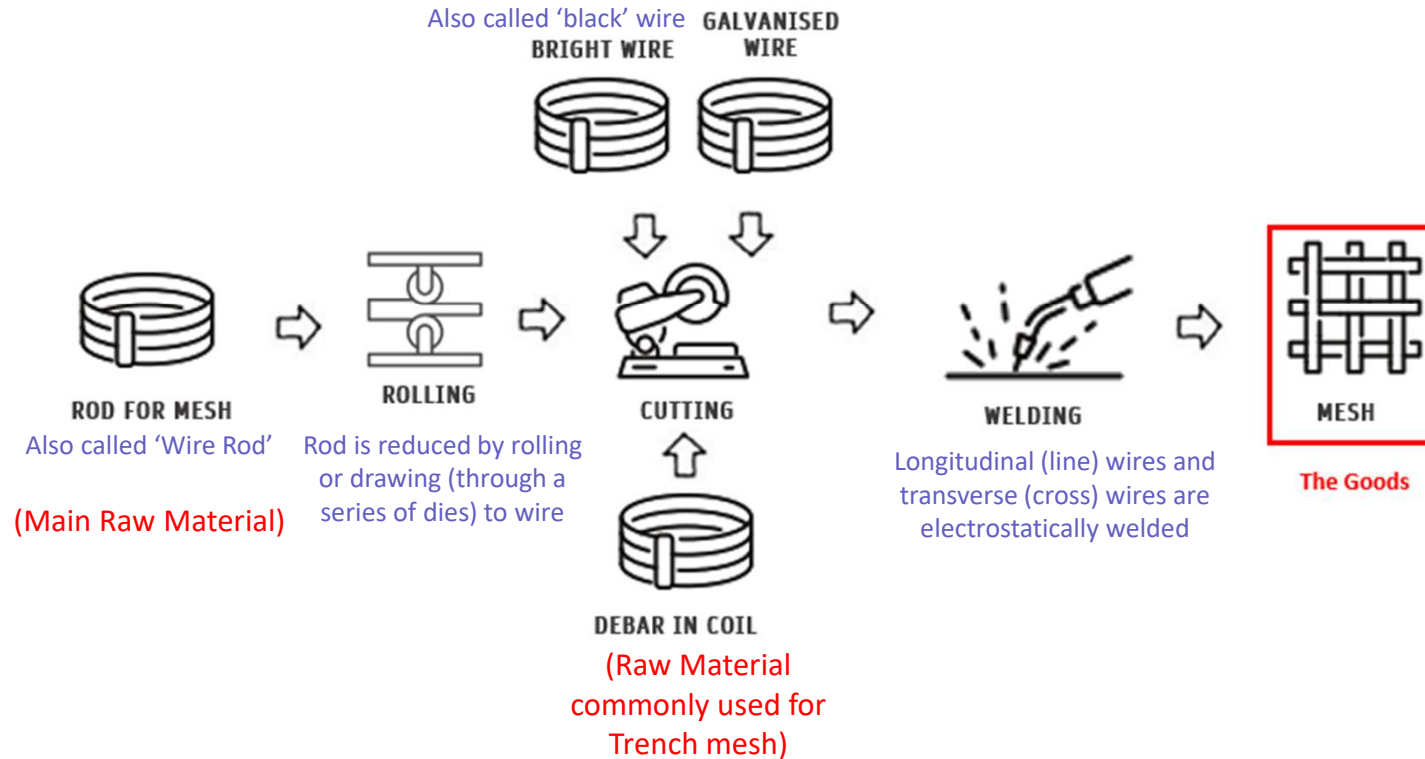 Also called ‘black’ wire
BRIGHT WIRE
GALVANISED
WIRE
ROD FOR MESH
Also called ‘Wire Rod’
(Main Raw Material)
ROLLING
Rod is reduced by rolling
or drawing (through a
series of dies) to wire
CUTTING
DEBAR IN COIL
(Raw Material
commonly used for
Trench mesh)
WELDING
Longitudinal (line) wires and
transverse (cross) wires are
electrostatically welded
MESH
The Goods